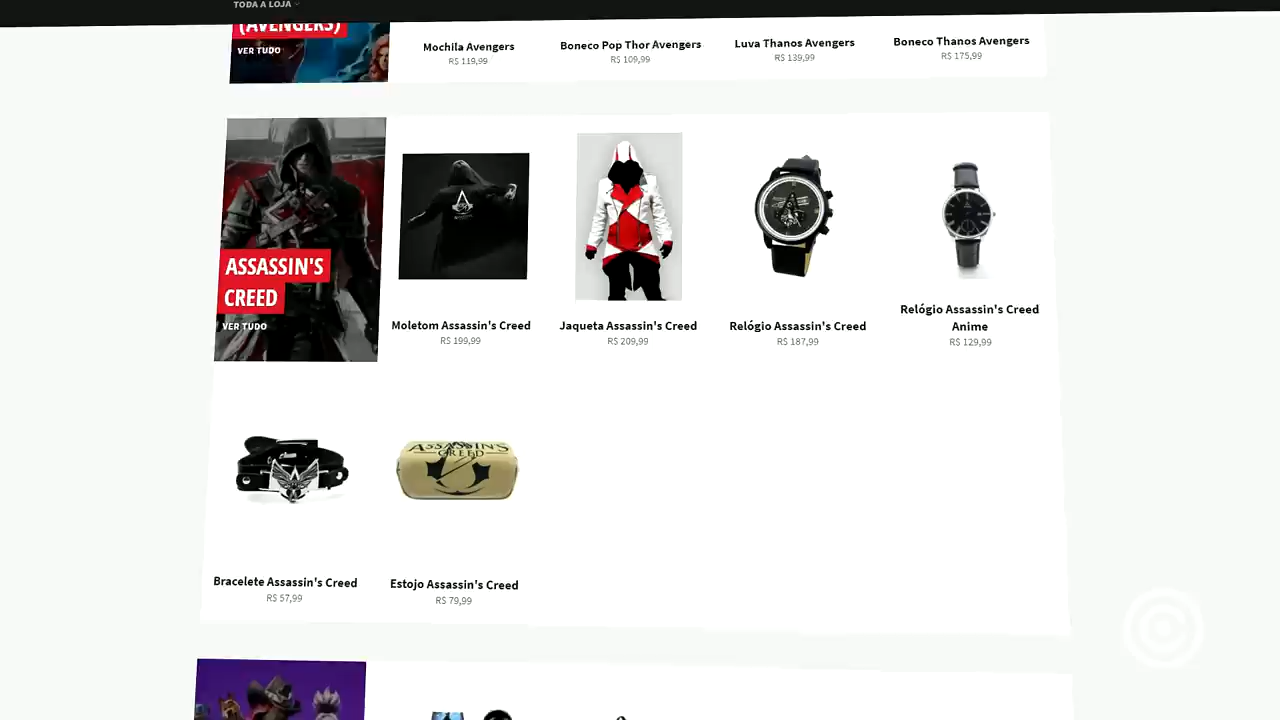 TODA A LOJA
(AVENGERS)
VER TUDO
Mochila Avengers
R$ 119,99
Boneco Pop Thor Avengers
R$ 109,99
Luva Thanos Avengers
R$ 139,99
Boneco Thanos Avengers
R$ 175,99
ASSASSIN'S
CREED
VER TUDO
Moletom Assassin's Creed
R$ 199,99
Jaqueta Assassin's Creed
R$ 209,99
Relógio Assassin's Creed
R$ 187,99
Relógio Assassin's Creed
Anime
R$ 129,99
ASSASSIN'S
CREED
Bracelete Assassin's Creed
R$ 57,99
Estojo Assassin's Creed
R$ 79,99